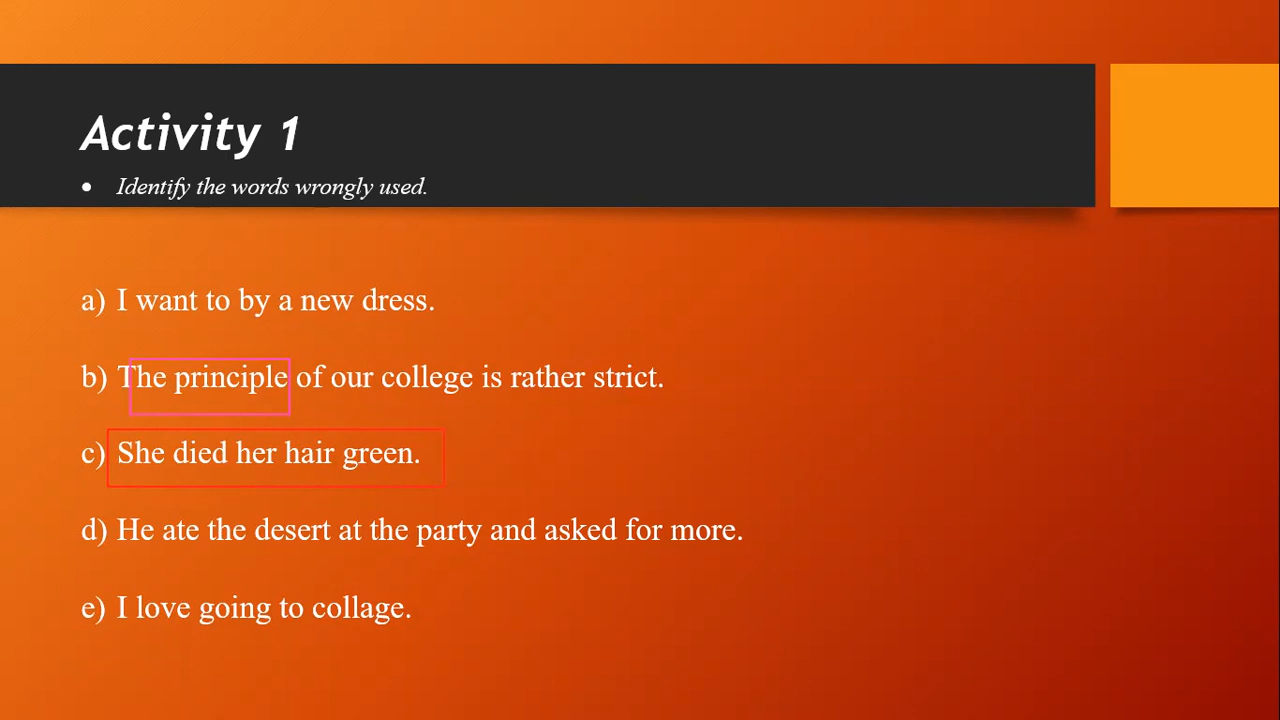 Activity 1
• Identify the words wrongly used.
a) I want to by a new dress.
b) The principle of our college is rather strict.
c) She died her hair green.
d) He ate the desert at the party and asked for more.
e) I love going to collage.